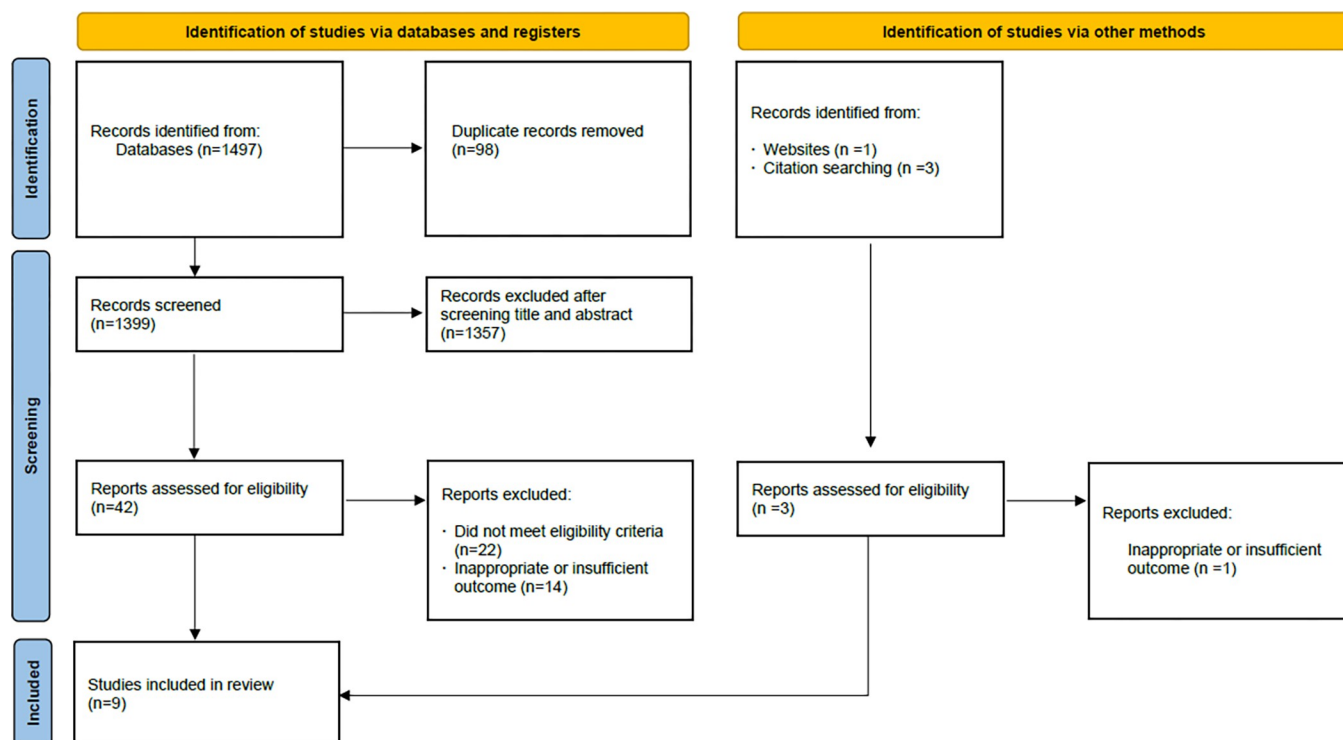 Identification of studies via databases and registers
Identification of studies via other methods
Identification
Records identified from:
Databases (n=1497)
Duplicate records removed
(n=98)
Records identified from:
· Websites (n =1)
· Citation searching (n =3)
Screening
Records screened
(n=1399)
Records excluded after
screening title and abstract
(n=1357)
Reports assessed for eligibility
(n=42)
Reports excluded:
· Did not meet eligibility criteria
(n=22)
· Inappropriate or insufficient
outcome (n=14)
Reports assessed for eligibility
(n =3)
Reports excluded:
Inappropriate or insufficient
outcome (n =1)
Included
Studies included in review
(n=9)